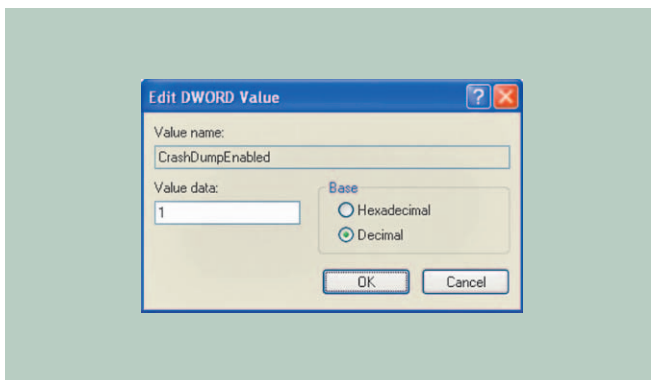 Edit DWORD Value
Value name:
CrashDumpEnabled
Value data:
1
Base
Hexadecimal
Decimal
OK Cancel